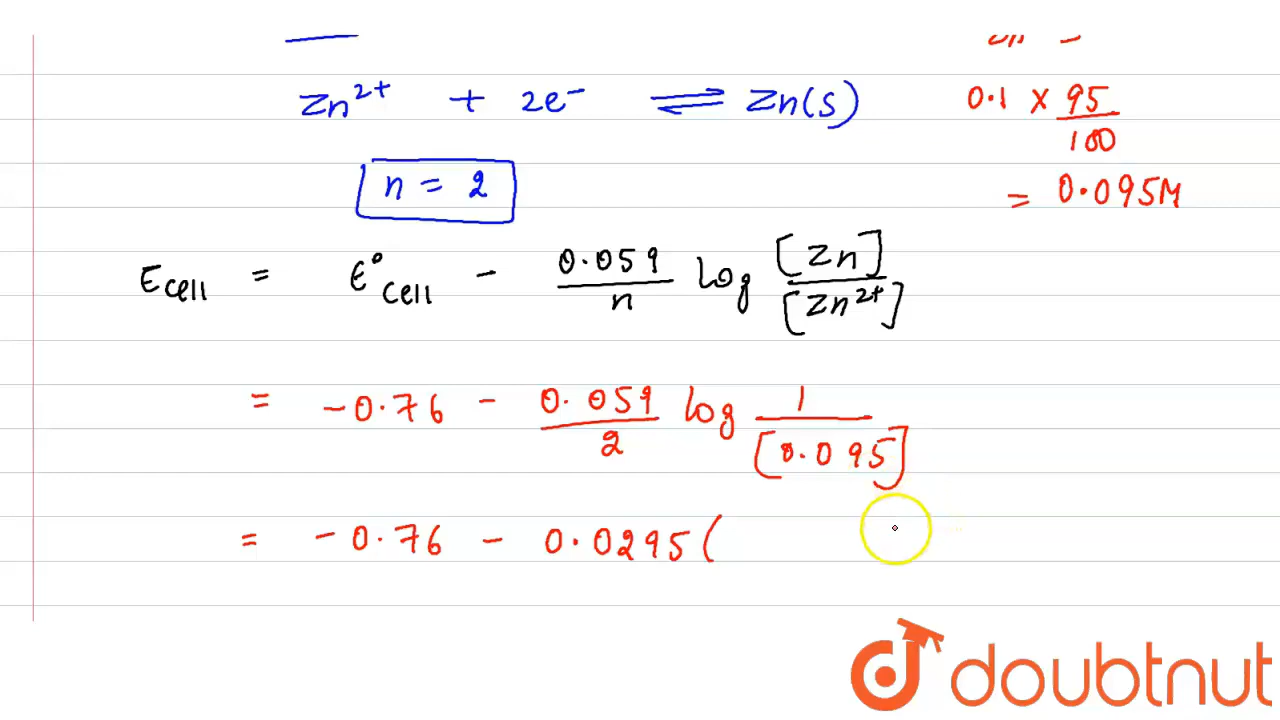 Zn²⁺ + 2e⁻ ⇌ Zn(s)
n = 2
0.1 × 95/100
= 0.095M
Ecell = E°cell - 0.059/n log [Zn]/[Zn²⁺]
= -0.76 - 0.059/2 log 1/[0.095]
= -0.76 - 0.0295(
doubtnut